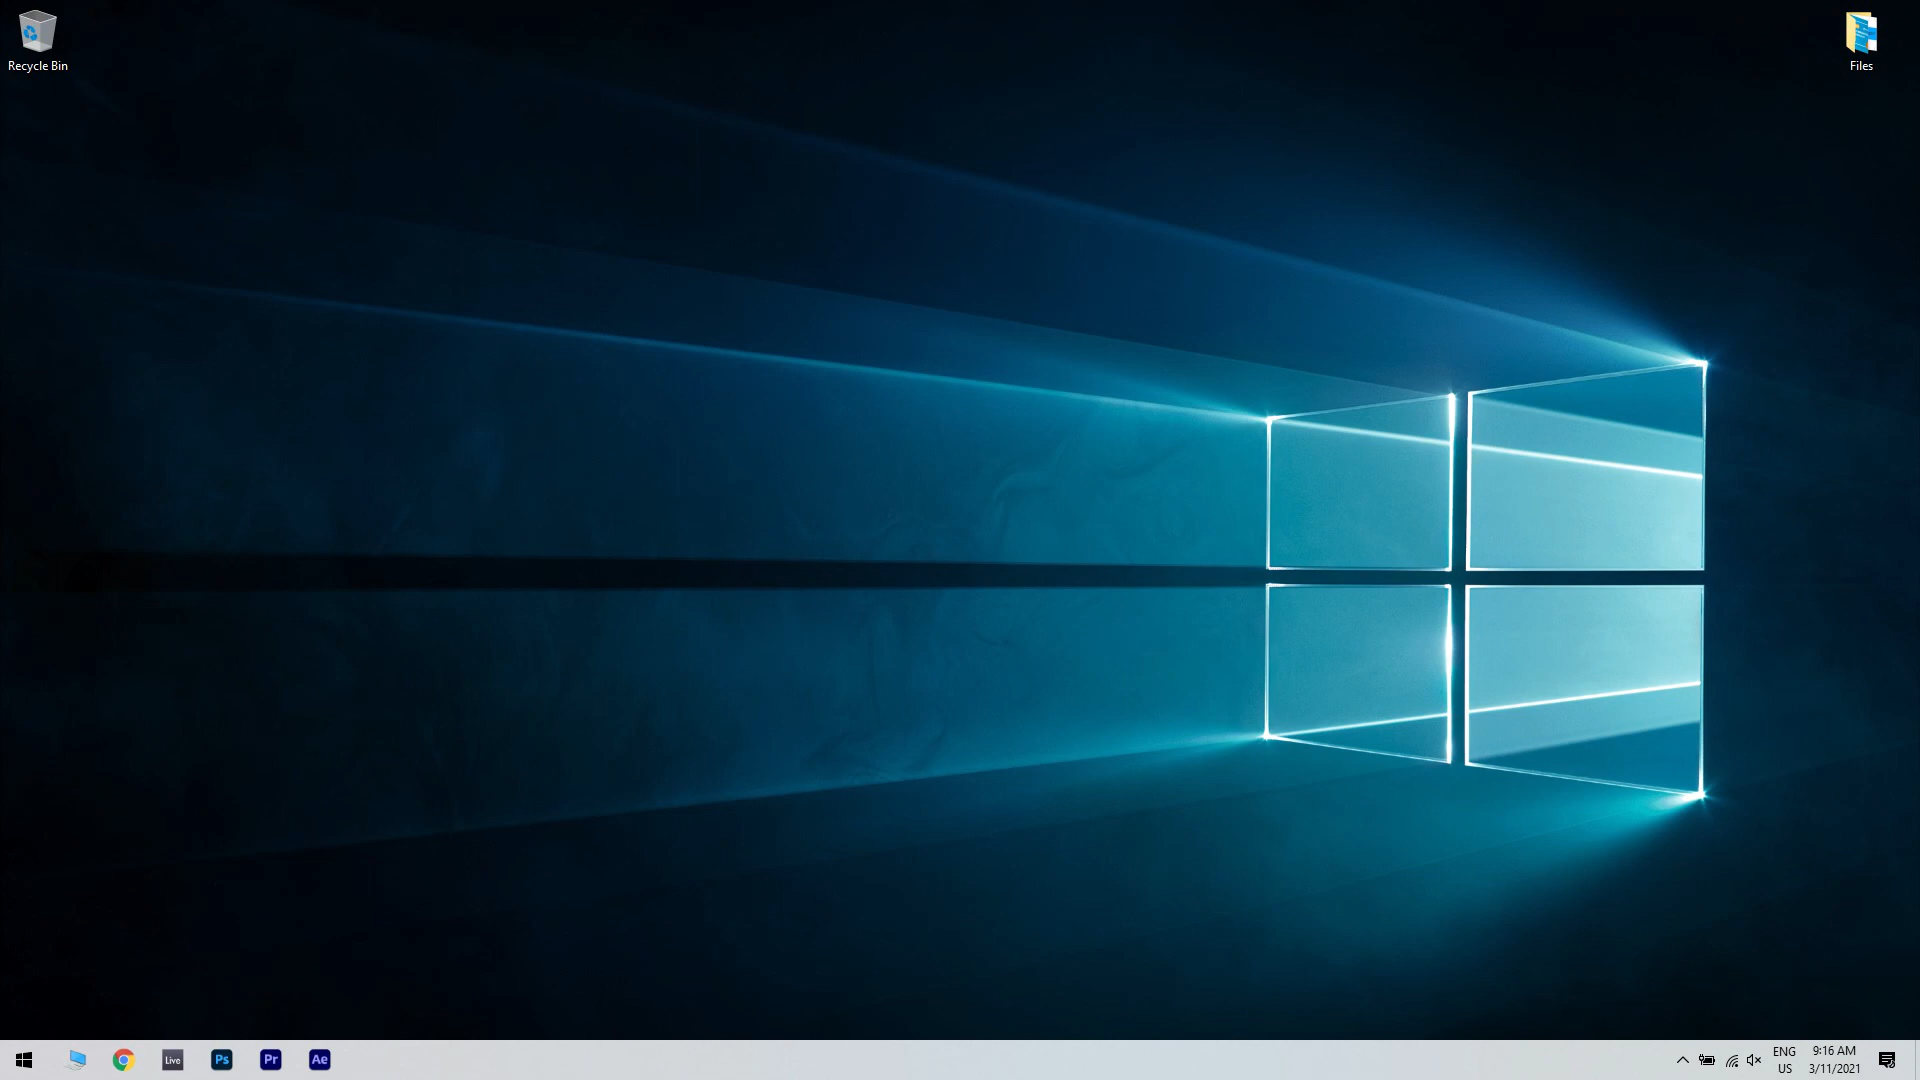 Recycle Bin
Files
Live
Ps
Pr
Ae
ENG
US
9:16 AM
3/11/2021